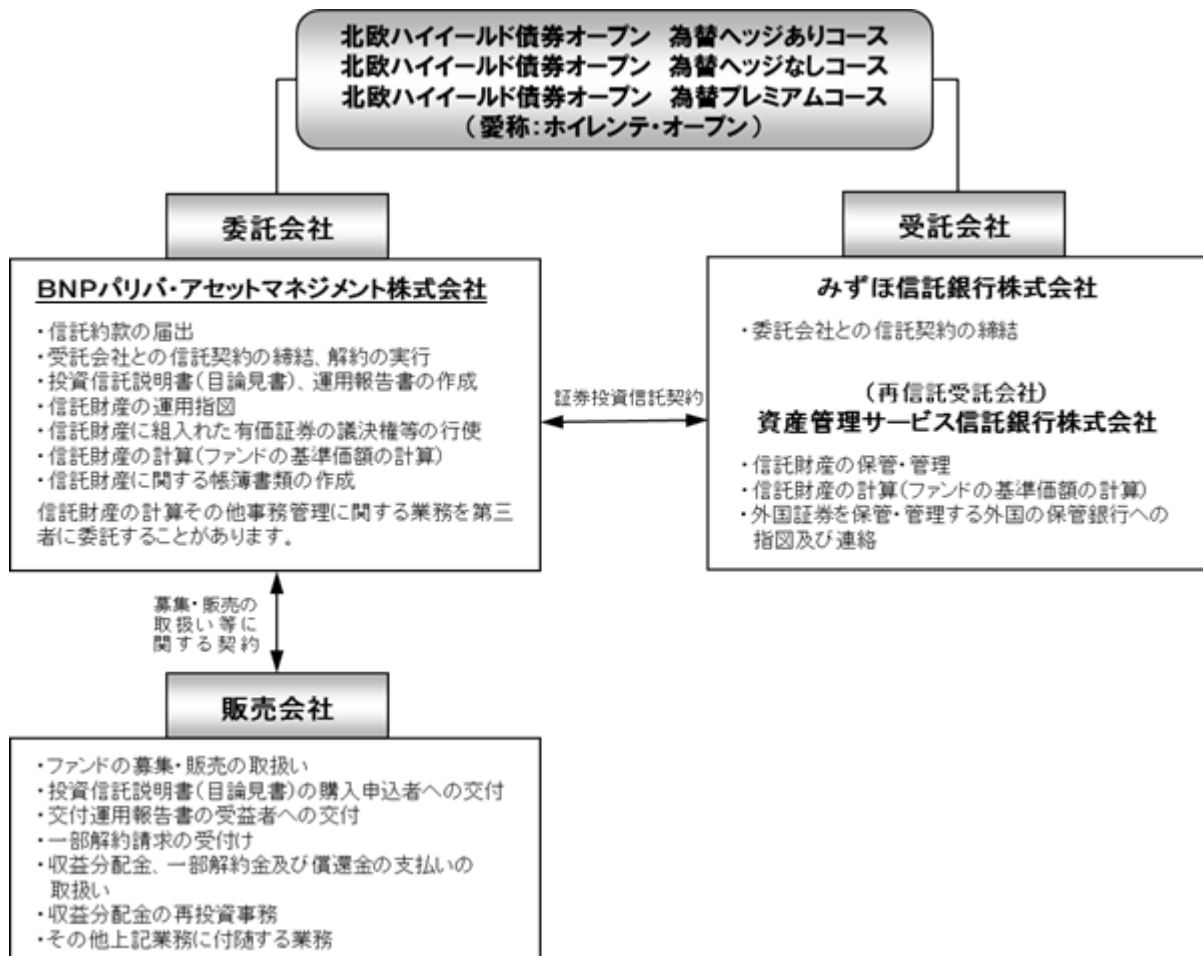 北欧ハイイールド債券オープン 為替ヘッジありコース
北欧ハイイールド債券オープン 為替ヘッジなしコース
北欧ハイイールド債券オープン 為替プレミアムコース
(愛称:ホイレンテ・オープン)
委託会社
BNPパリバ・アセットマネジメント株式会社
・信託約款の届出
・受託会社との信託契約の締結、解約の実行
・投資信託説明書(目論見書)、運用報告書の作成
・信託財産の運用指図
・信託財産に組入れた有価証券の議決権等の行使
・信託財産の計算(ファンドの基準価額の計算)
・信託財産に関する帳簿書類の作成
信託財産の計算その他事務管理に関する業務を第三
者に委託することがあります。
証券投資信託契約
受託会社
みずほ信託銀行株式会社
・委託会社との信託契約の締結
(再信託受託会社)
資産管理サービス信託銀行株式会社
・信託財産の保管・管理
・信託財産の計算(ファンドの基準価額の計算)
・外国証券を保管・管理する外国の保管銀行への
指図及び連絡
募集・販売の
取扱い等に
関する契約
販売会社
・ファンドの募集・販売の取扱い
・投資信託説明書(目論見書)の購入申込者への交付
・交付運用報告書の受益者への交付
・一部解約請求の受付け
・収益分配金、一部解約金及び償還金の支払いの
取扱い
・収益分配金の再投資事務
・その他上記業務に付随する業務